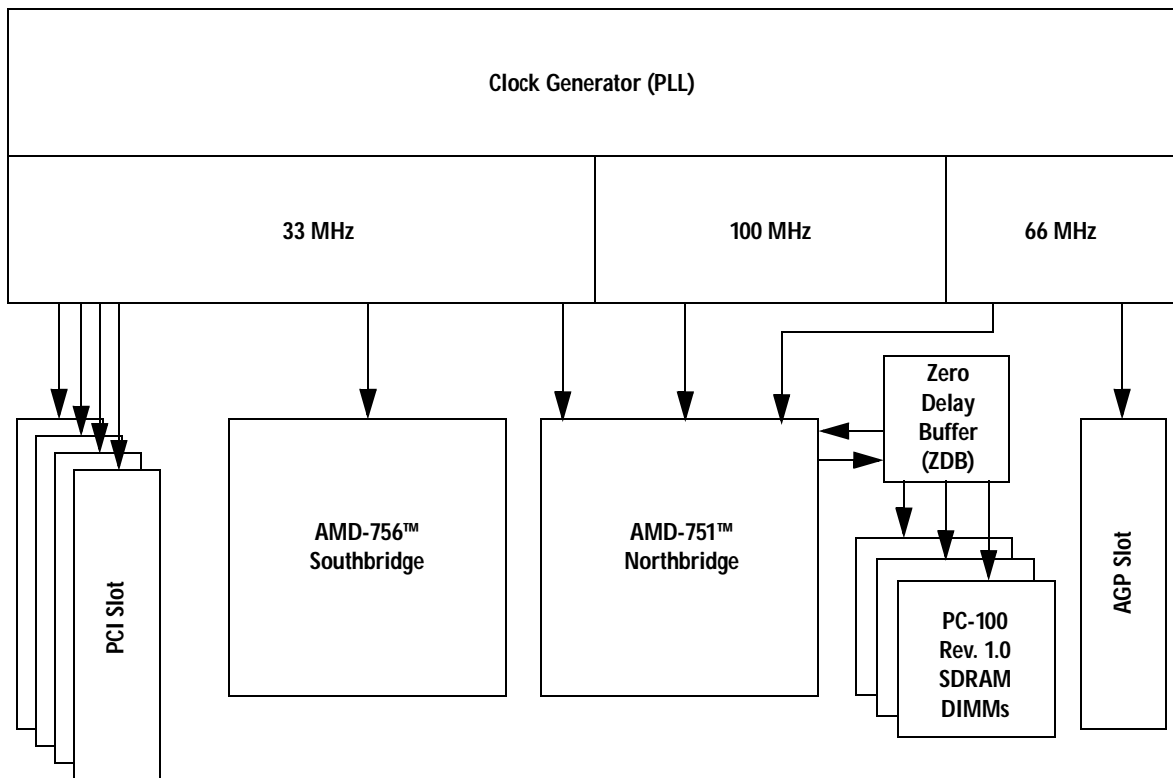 Clock Generator (PLL)
33 MHz
100 MHz
66 MHz
Zero
Delay
Buffer
(ZDB)
AMD-756™
Southbridge
AMD-751™
Northbridge
PCI Slot
AGP Slot
PC-100
Rev. 1.0
SDRAM
DIMMs